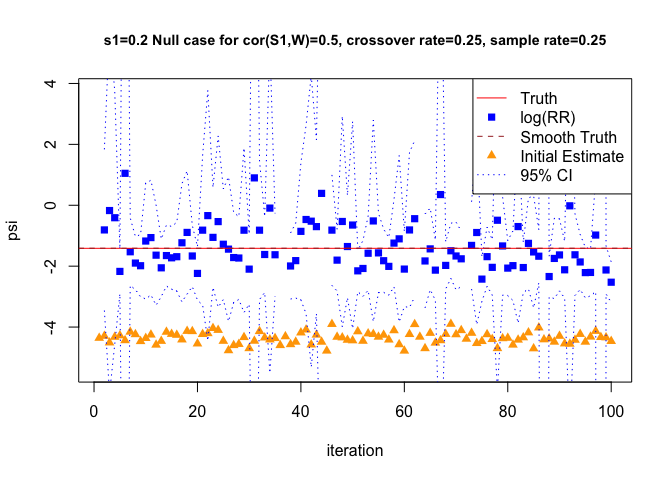 s1=0.2 Null case for cor(S1,W)=0.5, crossover rate=0.25, sample rate=0.25
Truth
log(RR)
Smooth Truth
Initial Estimate
95% CI
psi
4
2
0
-2
-4
0 20 40 60 80 100
iteration